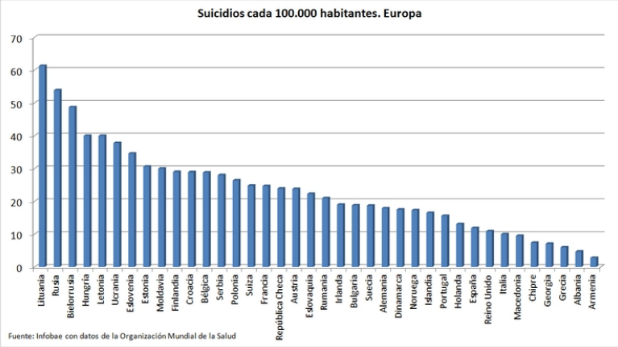 Suicidios cada 100.000 habitantes. Europa
70
60
50
40
30
20
10
0
Lituania
Rusia
Bielorrusia
Hungría
Letonia
Ucrania
Eslovenia
Estonia
Moldavia
Finlandia
Croacia
Bélgica
Serbia
Polonia
Suiza
Francia
República Checa
Austria
Eslovaquia
Rumania
Irlanda
Bulgaria
Suecia
Alemania
Dinamarca
Noruega
Islandia
Portugal
Holanda
España
Reino Unido
Italia
Macedonia
Chipre
Georgia
Grecia
Albania
Armenia
Fuente: Infobae con datos de la Organización Mundial de la Salud